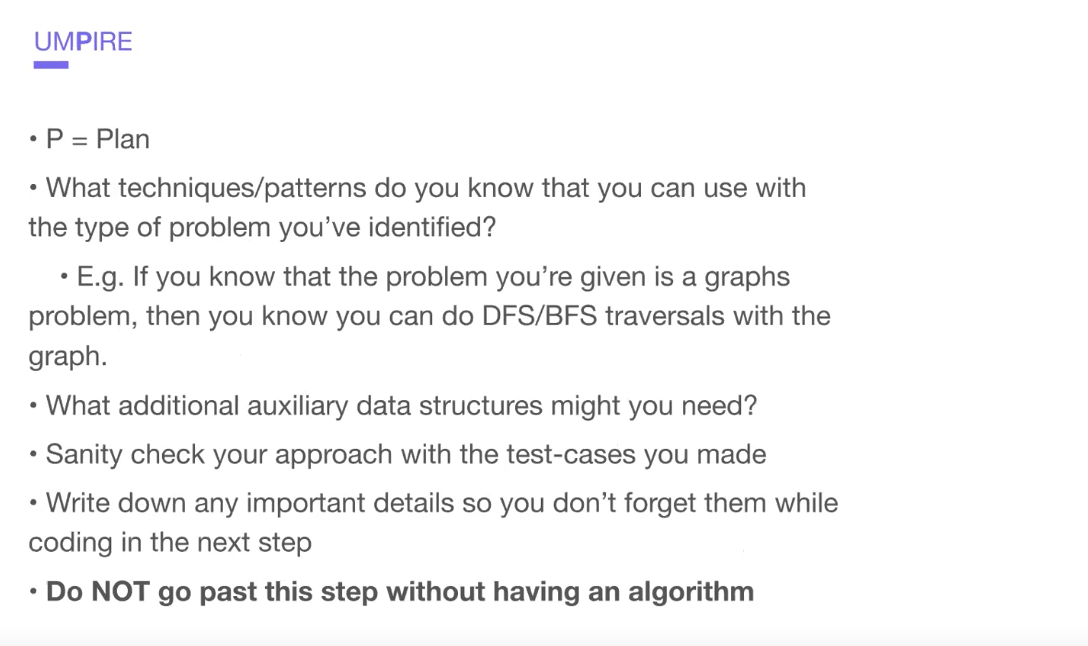 UMPIRE
• P = Plan
• What techniques/patterns do you know that you can use with
the type of problem you’ve identified?
• E.g. If you know that the problem you’re given is a graphs
problem, then you know you can do DFS/BFS traversals with the
graph.
• What additional auxiliary data structures might you need?
• Sanity check your approach with the test-cases you made
• Write down any important details so you don’t forget them while
coding in the next step
• Do NOT go past this step without having an algorithm